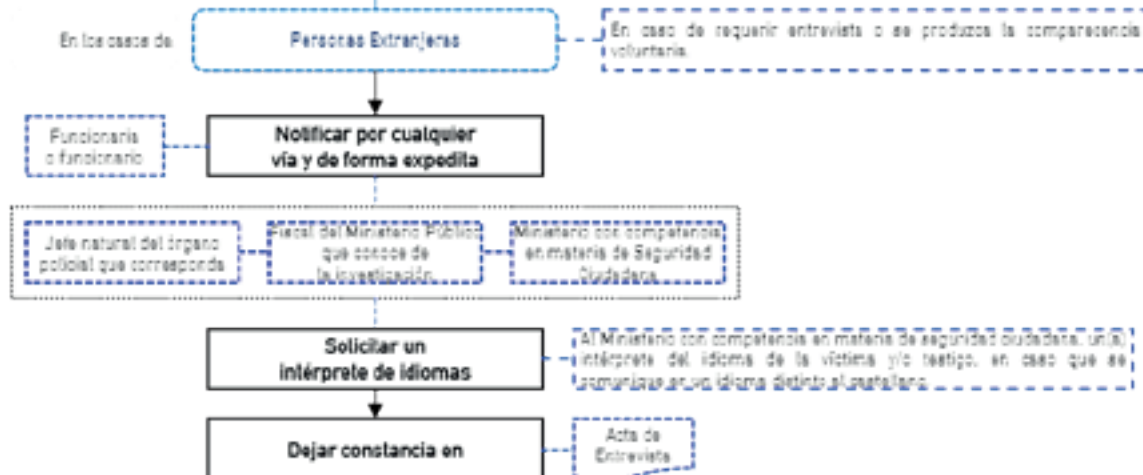 En los casos de
Personas Extranjeras
En caso de requerir entrevista o se produzca la comparecencia
voluntaria.
Funcionaria
o funcionario
Notificar por cualquier
vía y de forma expedita
Jefe natural del órgano
policial que corresponda
Fiscal del Ministerio Público
que conoce de
la investigación
Ministerio con competencia
en materia de Seguridad
Ciudadana
Solicitar un
intérprete de idiomas
Al Ministerio con competencia en materia de seguridad ciudadana, un(a)
intérprete del idioma de la víctima y/o testigo, en caso que se
comunique en un idioma distinto al castellano.
Dejar constancia en
Acta de
Entrevista